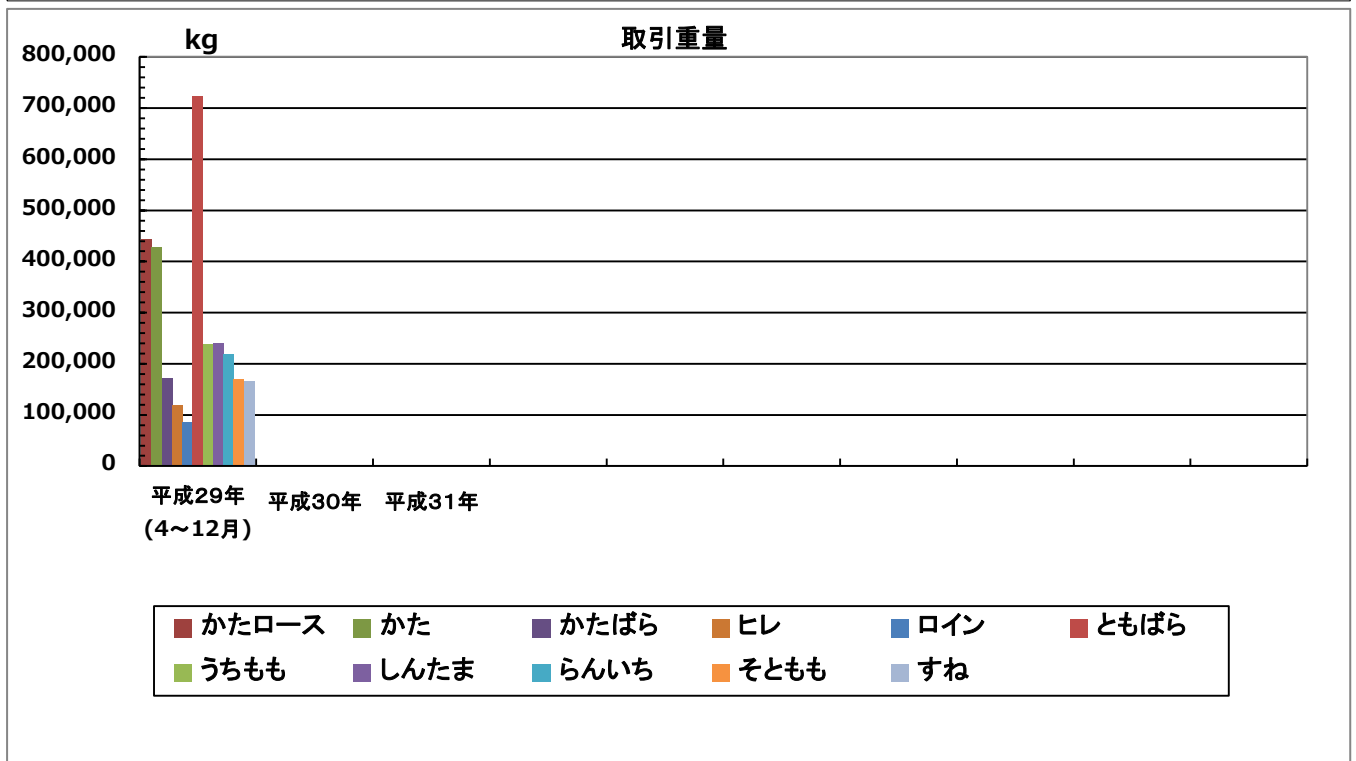 kg
取引重量
800,000
700,000
600,000
500,000
400,000
300,000
200,000
100,000
0
平成29年 平成30年 平成31年
(4～12月)
かたロース かた かたばら ヒレ ロイン ともばら
うちもも しんたま らんいち そともも すね